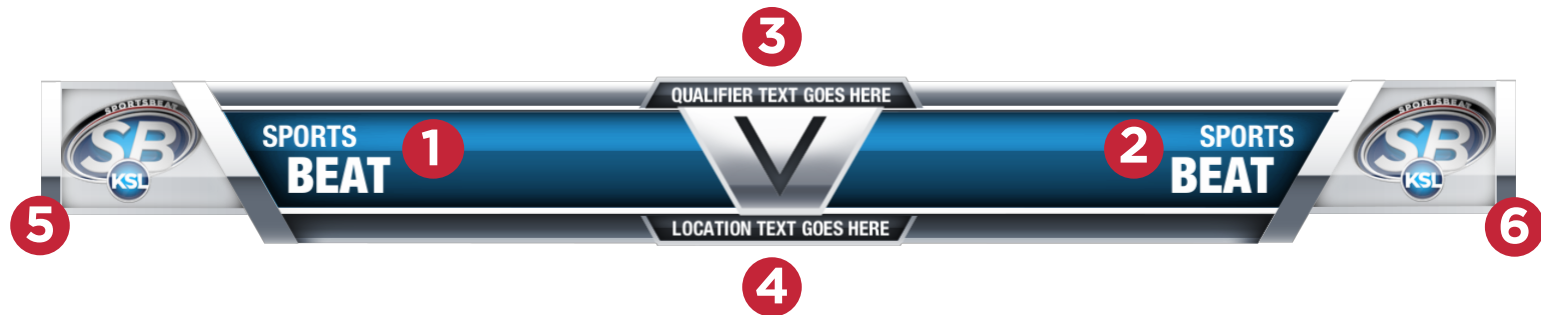 3
SPORTSBEAT
SB
KSL
QUALIFIER TEXT GOES HERE
SPORTS
BEAT
1
V
2
SPORTS
BEAT
SPORTSBEAT
SB
KSL
5
LOCATION TEXT GOES HERE
6
4